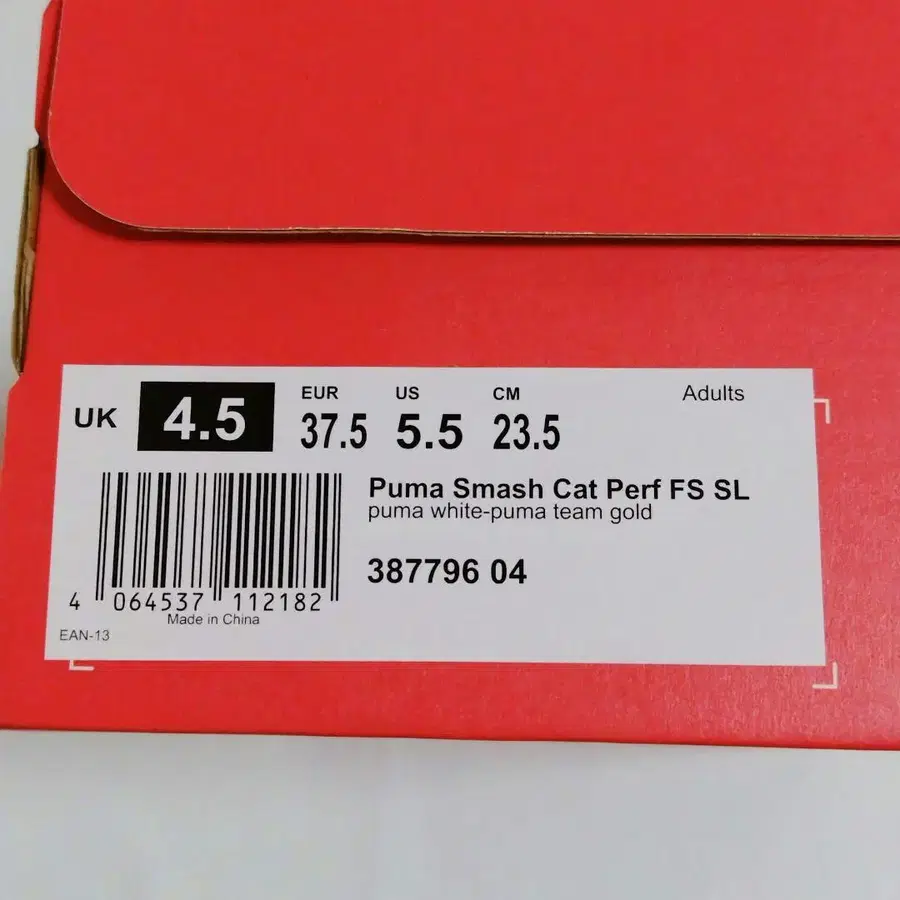 UK 4.5
EUR US CM Adults
37.5 5.5 23.5
Puma Smash Cat Perf FS SL
puma white-puma team gold
387796 04
4 064537 112182
Made in China
EAN-13